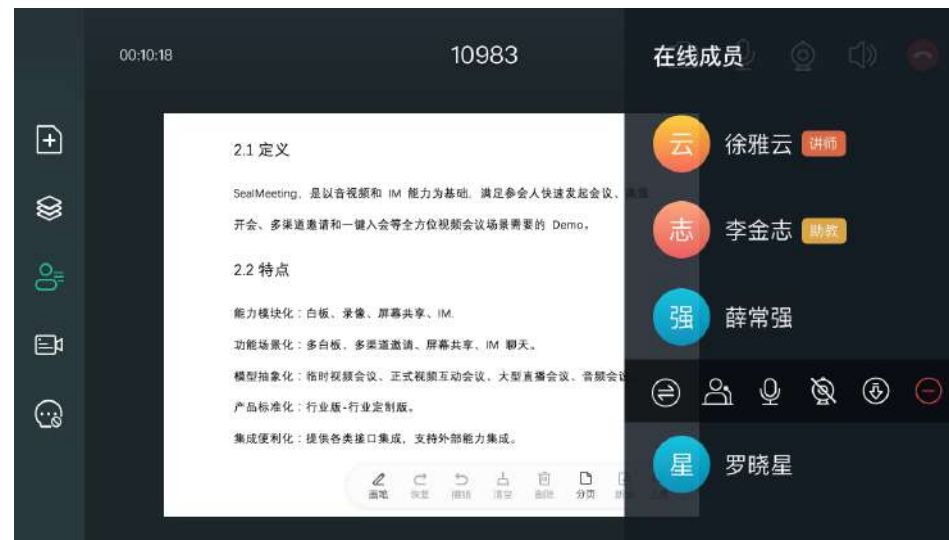 00:10:18
10983
在线成员
2.1 定义
SealMeeting，是以音视频和 IM 能力为基础，满足参会人快速发起会议、
开会、多渠道邀请和一键入会等全方位视频会议场景需要的 Demo。
2.2 特点
能力模块化：白板、录像、屏幕共享、IM.
功能场景化：多白板、多渠道邀请、屏幕共享、IM 聊天。
模型抽象化：临时视频会议、正式视频互动会议、大型直播会议、音频会议
产品标准化：行业版-行业定制版。
集成便利化：提供各类接口集成，支持外部能力集成。
画笔 恢复 撤销 清空 删除 分页
云 徐雅云 讲师
志 李金志 助教
强 薛常强
星 罗晓星